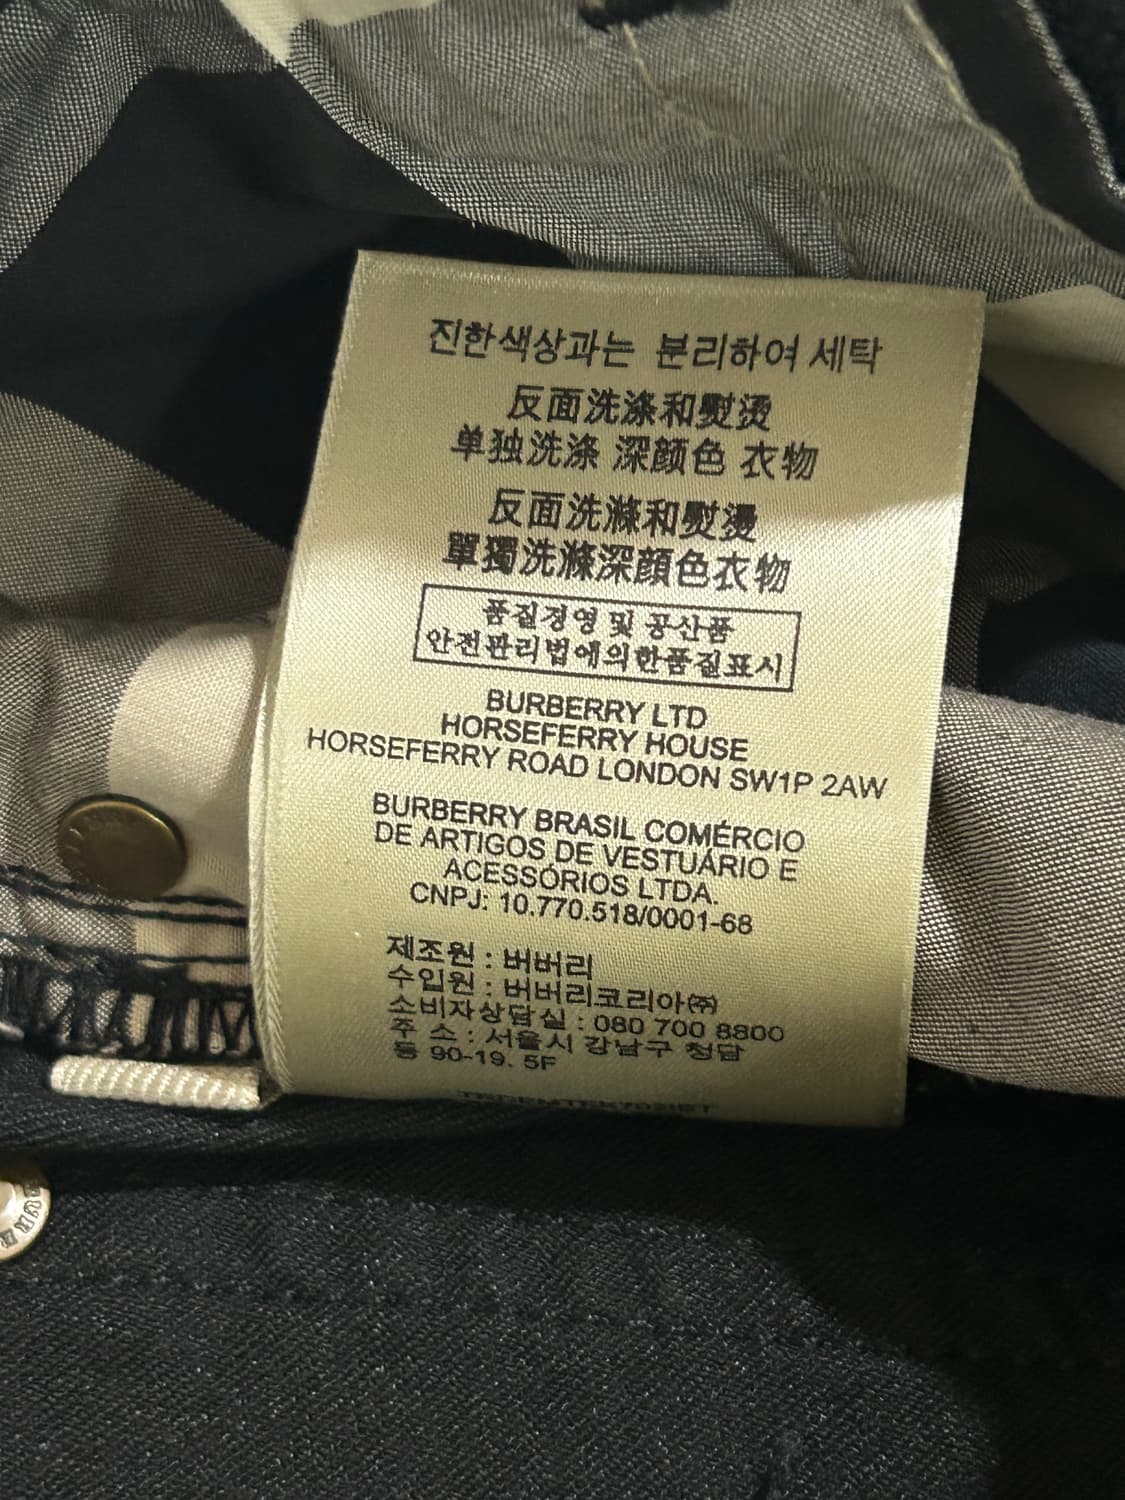 진한색상과는 분리하여 세탁
反面洗涤和熨烫
单独洗涤 深颜色 衣物
反面洗滌和熨燙
單獨洗滌深顏色衣物
품질경영 및 공산품
안전관리법에의한품질표시
BURBERRY LTD
HORSEFERRY HOUSE
HORSEFERRY ROAD LONDON SW1P 2AW
BURBERRY BRASIL COMÉRCIO
DE ARTIGOS DE VESTUÁRIO E
ACESSÓRIOS LTDA.
CNPJ: 10.770.518/0001-68
제조원 : 버버리
수입원 : 버버리코리아㈜
소비자상담실 : 080 700 8800
주 소 : 서울시 강남구 청담
동 90-19. 5F